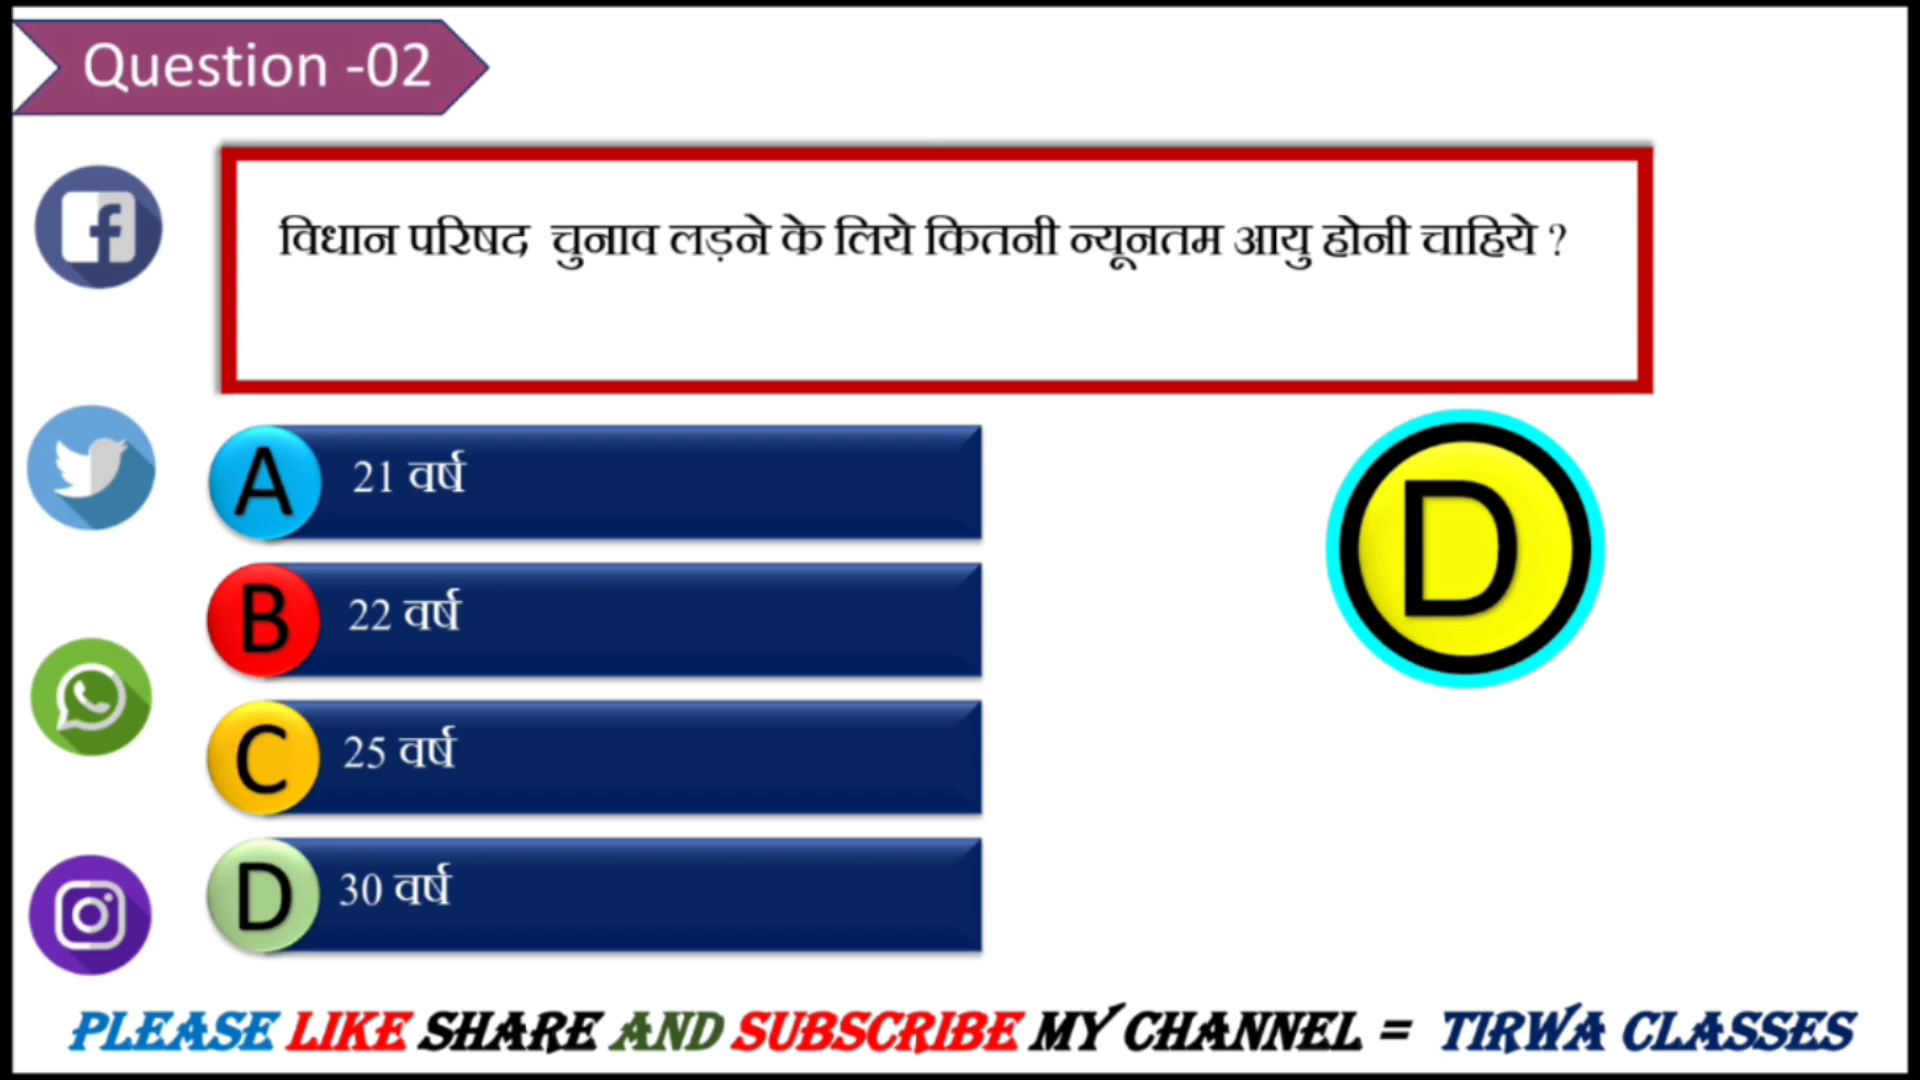 Question -02
विधान परिषद चुनाव लड़ने के लिये कितनी न्यूनतम आयु होनी चाहिये ?
A 21 वर्ष
B 22 वर्ष
C 25 वर्ष
D 30 वर्ष
D
PLEASE LIKE SHARE AND SUBSCRIBE MY CHANNEL = TIRWA CLASSES